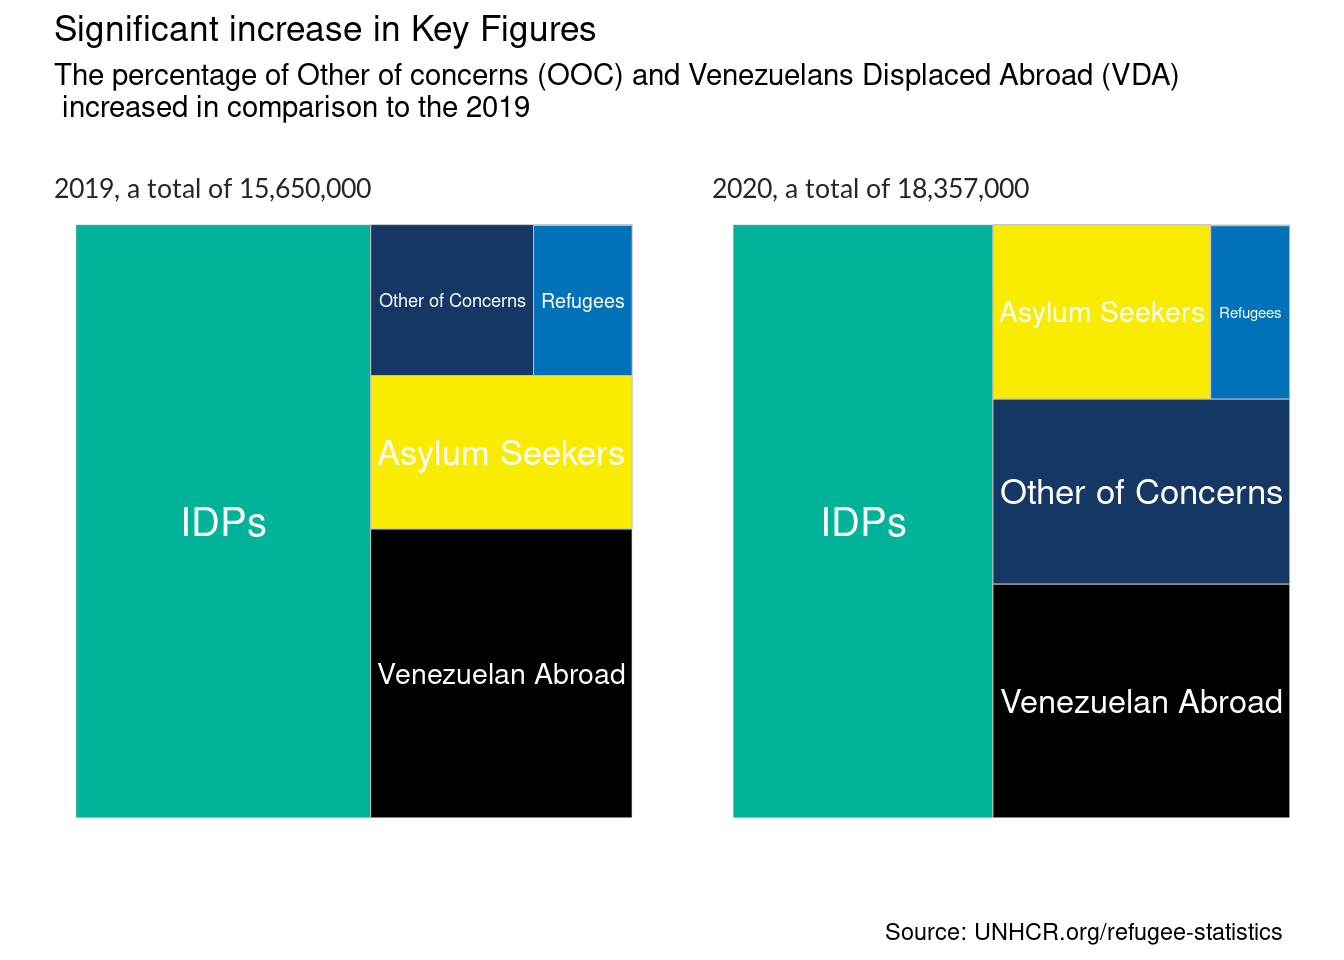 Significant increase in Key Figures
The percentage of Other of concerns (OOC) and Venezuelans Displaced Abroad (VDA)
increased in comparison to the 2019
2019, a total of 15,650,000
IDPs
Other of Concerns
Refugees
Asylum Seekers
Venezuelan Abroad
2020, a total of 18,357,000
IDPs
Asylum Seekers
Refugees
Other of Concerns
Venezuelan Abroad
Source: UNHCR.org/refugee-statistics